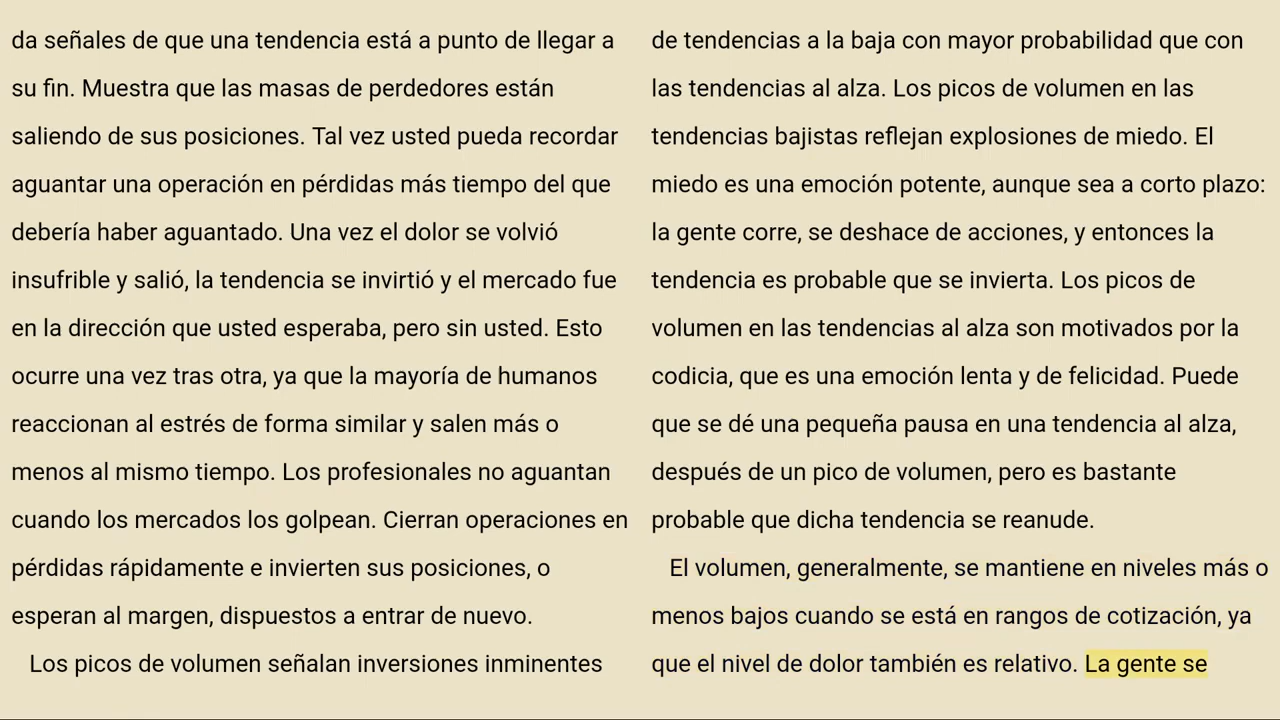 da señales de que una tendencia está a punto de llegar a
su fin. Muestra que las masas de perdedores están
saliendo de sus posiciones. Tal vez usted pueda recordar
aguantar una operación en pérdidas más tiempo del que
debería haber aguantado. Una vez el dolor se volvió
insufrible y salió, la tendencia se invirtió y el mercado fue
en la dirección que usted esperaba, pero sin usted. Esto
ocurre una vez tras otra, ya que la mayoría de humanos
reaccionan al estrés de forma similar y salen más o
menos al mismo tiempo. Los profesionales no aguantan
cuando los mercados los golpean. Cierran operaciones en
pérdidas rápidamente e invierten sus posiciones, o
esperan al margen, dispuestos a entrar de nuevo.
Los picos de volumen señalan inversiones inminentes
de tendencias a la baja con mayor probabilidad que con
las tendencias al alza. Los picos de volumen en las
tendencias bajistas reflejan explosiones de miedo. El
miedo es una emoción potente, aunque sea a corto plazo:
la gente corre, se deshace de acciones, y entonces la
tendencia es probable que se invierta. Los picos de
volumen en las tendencias al alza son motivados por la
codicia, que es una emoción lenta y de felicidad. Puede
que se dé una pequeña pausa en una tendencia al alza,
después de un pico de volumen, pero es bastante
probable que dicha tendencia se reanude.
El volumen, generalmente, se mantiene en niveles más o
menos bajos cuando se está en rangos de cotización, ya
que el nivel de dolor también es relativo. La gente se